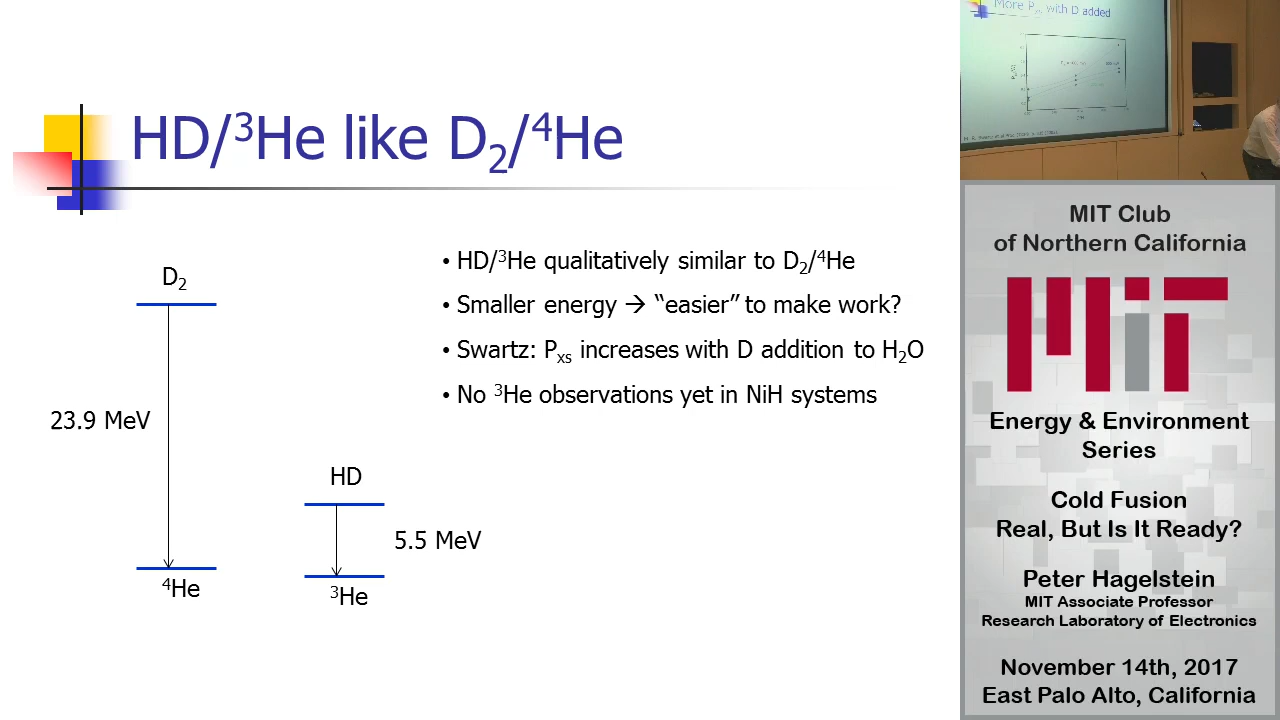 HD/³He like D₂/⁴He
D₂
23.9 MeV
⁴He
HD
5.5 MeV
³He
• HD/³He qualitatively similar to D₂/⁴He
• Smaller energy → “easier” to make work?
• Swartz: Pxs increases with D addition to H₂O
• No ³He observations yet in NiH systems
More Pxs with D added
MIT Club
of Northern California
MIT
Energy & Environment
Series
Cold Fusion
Real, But Is It Ready?
Peter Hagelstein
MIT Associate Professor
Research Laboratory of Electronics
November 14th, 2017
East Palo Alto, California